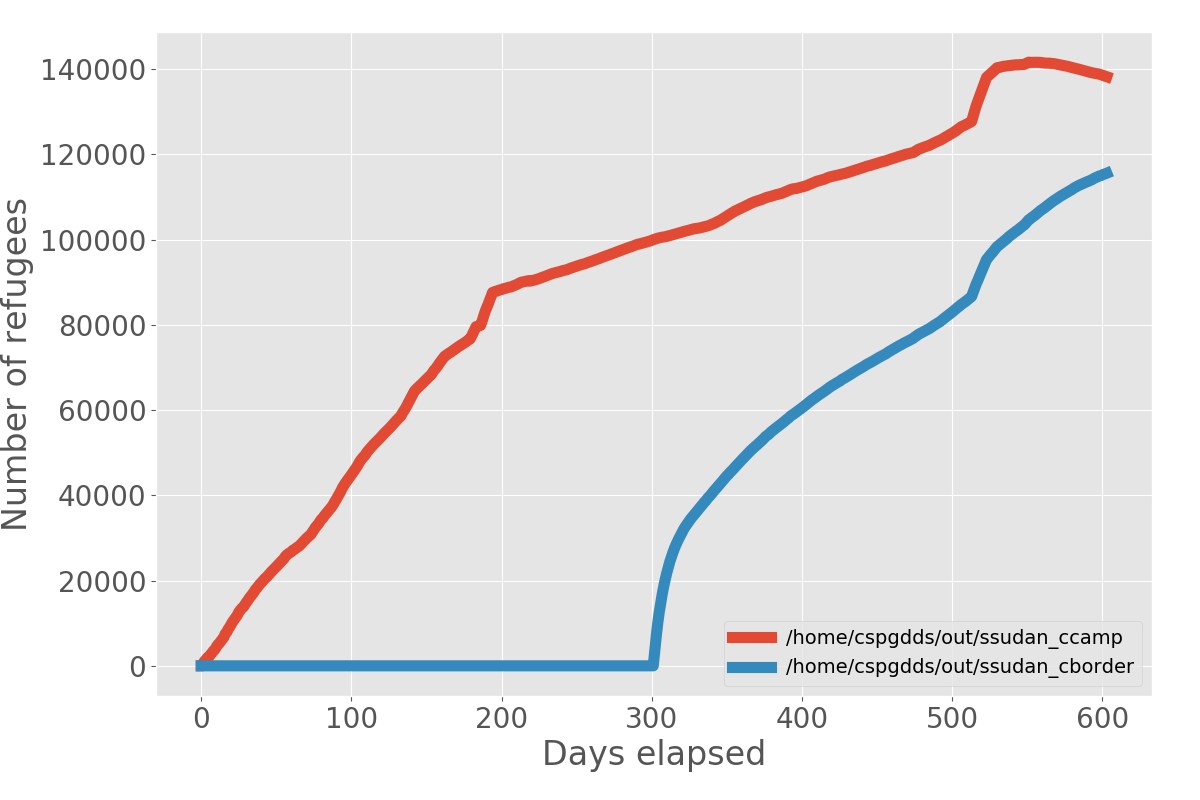 Number of refugees
140000
120000
100000
80000
60000
40000
20000
0
0 100 200 300 400 500 600
Days elapsed
/home/cspgdds/out/ssudan_ccamp
/home/cspgdds/out/ssudan_cborder